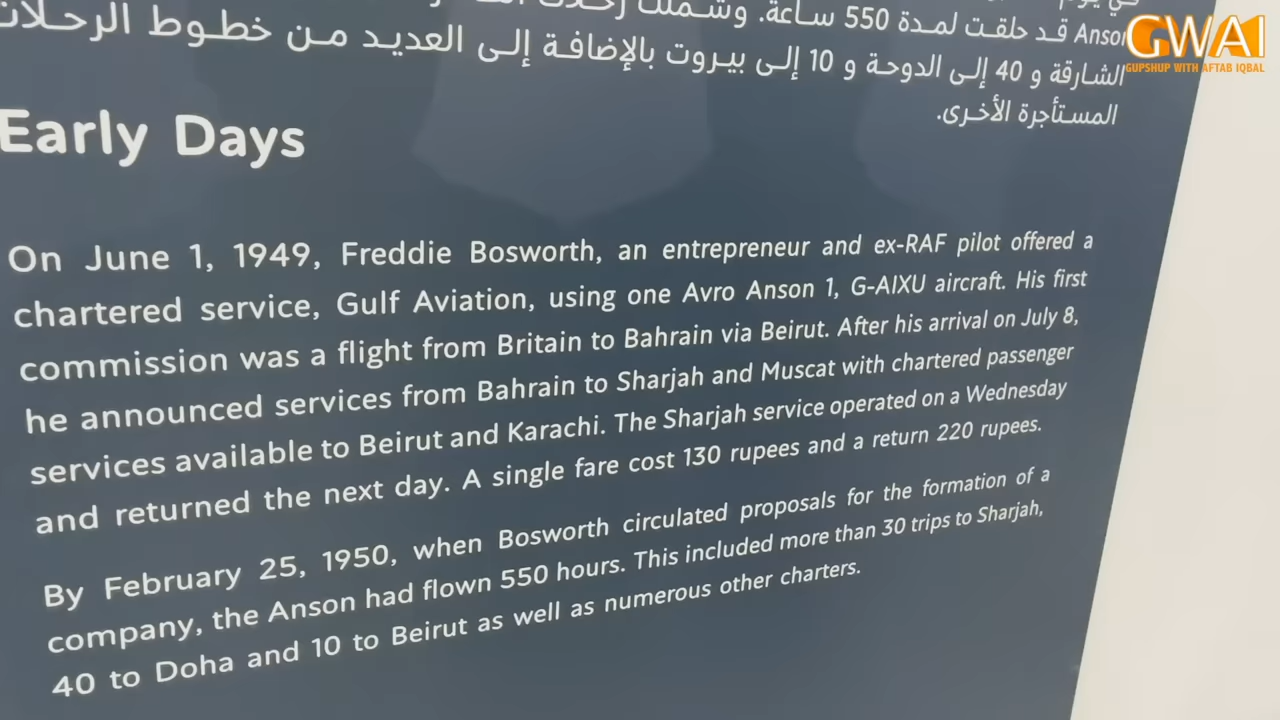 قد حلقت لمدة 550 ساعة. Anson
الشارقة و 40 إلى الدوحة و 10 إلى بيروت بالإضافة إلى العديد من خطوط الرحلات
المستأجرة الأخرى.
GWAI
GUPSHUP WITH AFTAB IQBAL
Early Days
On June 1, 1949, Freddie Bosworth, an entrepreneur and ex-RAF pilot offered a
chartered service, Gulf Aviation, using one Avro Anson 1, G-AIXU aircraft. His first
commission was a flight from Britain to Bahrain via Beirut. After his arrival on July 8,
he announced services from Bahrain to Sharjah and Muscat with chartered passenger
services available to Beirut and Karachi. The Sharjah service operated on a Wednesday
and returned the next day. A single fare cost 130 rupees and a return 220 rupees.
By February 25, 1950, when Bosworth circulated proposals for the formation of a
company, the Anson had flown 550 hours. This included more than 30 trips to Sharjah,
40 to Doha and 10 to Beirut as well as numerous other charters.